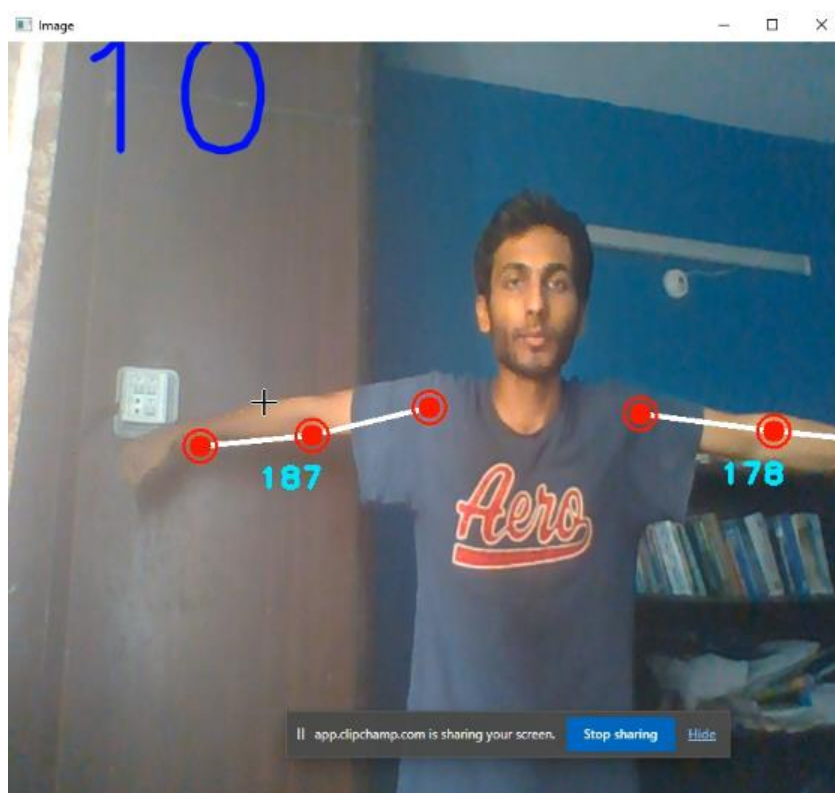 Image
10
187
178
Aero
app.clipchamp.com is sharing your screen.
Stop sharing
Hide